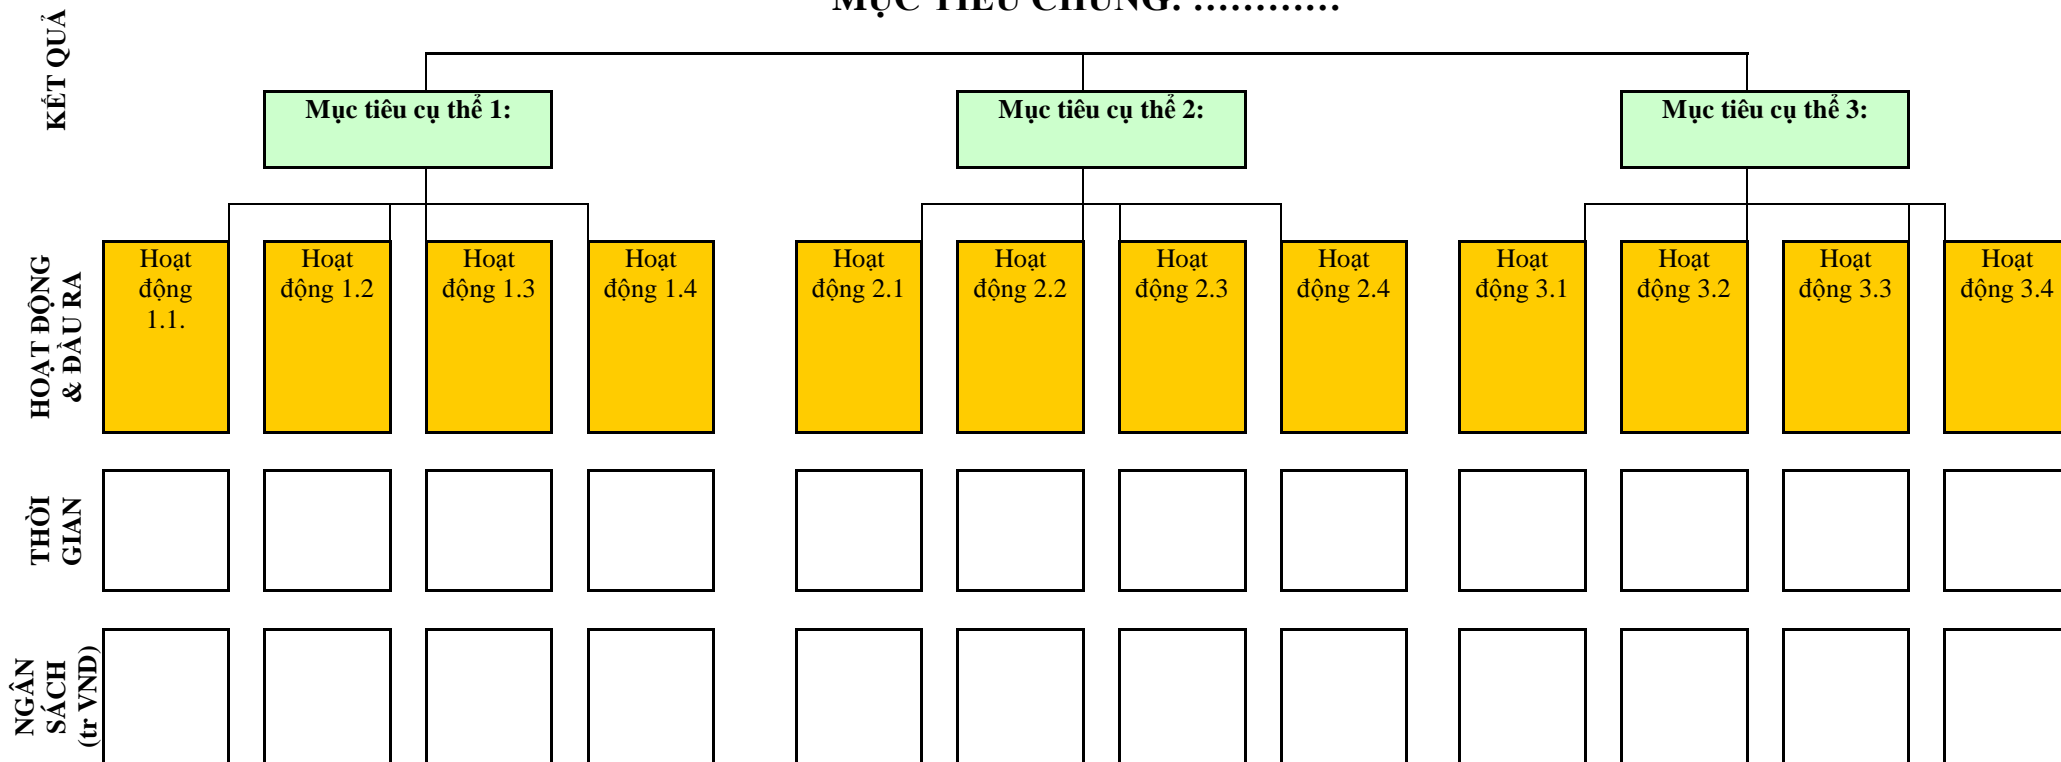 MỤC TIÊU CHUNG: ............
KẾT QUẢ
Mục tiêu cụ thể 1:
Mục tiêu cụ thể 2:
Mục tiêu cụ thể 3:
HOẠT ĐỘNG
& ĐẦU RA
Hoạt
động
1.1.
Hoạt
động 1.2
Hoạt
động 1.3
Hoạt
động 1.4
Hoạt
động 2.1
Hoạt
động 2.2
Hoạt
động 2.3
Hoạt
động 2.4
Hoạt
động 3.1
Hoạt
động 3.2
Hoạt
động 3.3
Hoạt
động 3.4
THỜI
GIAN
NGÂN
SÁCH
(tr VND)